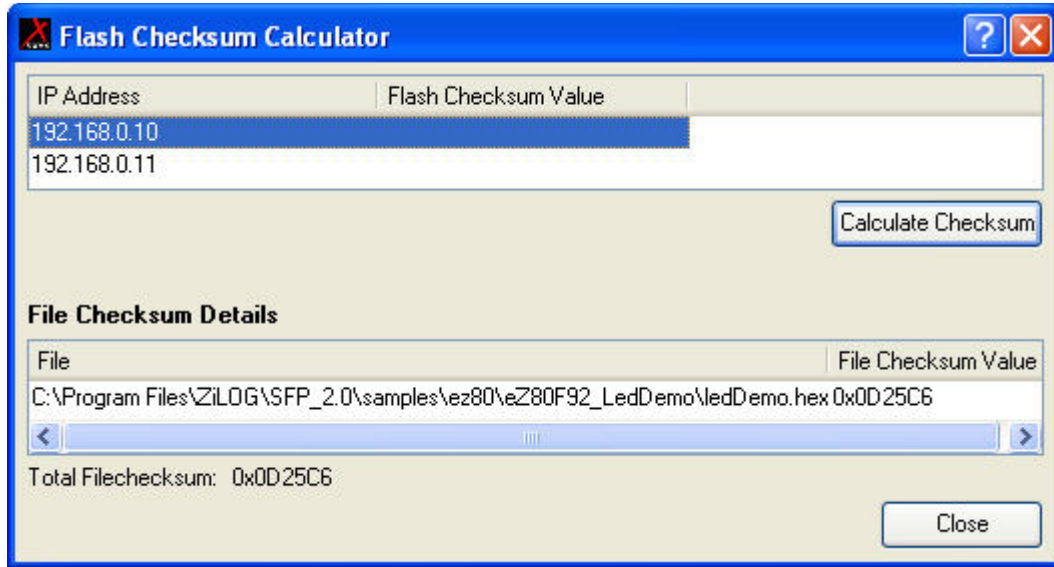 Flash Checksum Calculator
IP Address Flash Checksum Value
192.168.0.10
192.168.0.11
Calculate Checksum
File Checksum Details
File File Checksum Value
C:\Program Files\ZiLOG\SFP_2.0\samples\ez80\eZ80F92_LedDemo\ledDemo.hex 0x0D25C6
Total Filechecksum: 0x0D25C6
Close